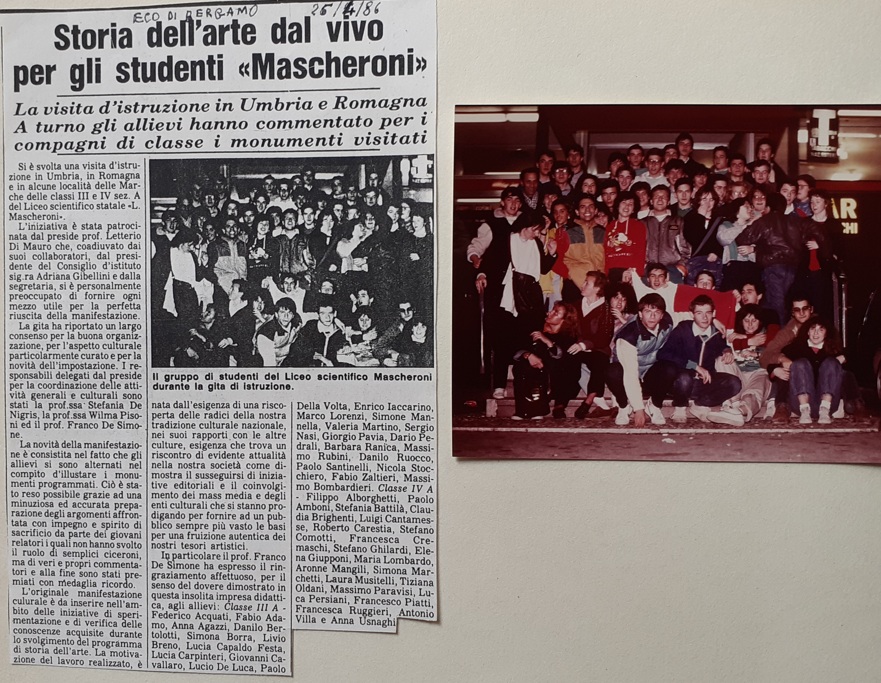 ECO DI BERGAMO 25/4/86
Storia dell'arte dal vivo
per gli studenti «Mascheroni»
La visita d'istruzione in Umbria e Romagna
A turno gli allievi hanno commentato per i
compagni di classe i monumenti visitati
Si è svolta una visita d'istru-
zione in Umbria, in Romagna
e in alcune località delle Mar-
che delle classi III e IV sez. A
del Liceo scientifico statale «L.
Mascheroni».
L'iniziativa è stata patroci-
nata dal preside prof. Letterio
Di Mauro che, coadiuvato dai
suoi collaboratori, dal presi-
dente del Consiglio d'istituto
sig.ra Adriana Gibellini e dalla
segretaria, si è personalmente
preoccupato di fornire ogni
mezzo utile per la perfetta
riuscita della manifestazione.
La gita ha riportato un largo
consenso per la buona organiz-
zazione, per l'aspetto culturale
particolarmente curato e per la
novità dell'impostazione. I re-
sponsabili delegati dal preside
per la coordinazione delle atti-
vità generali e culturali sono
stati la prof.ssa Stefania De
Nigris, la prof.ssa Wilma Piso-
ni ed il prof. Franco De Simo-
ne.
La novità della manifestazio-
ne è consistita nel fatto che gli
allievi si sono alternati nel
compito d'illustare i monu-
menti programmati. Ciò è sta-
to reso possibile grazie ad una
minuziosa ed accurata prepara-
zione degli argomenti affron-
tata con impegno e spirito di
sacrificio da parte dei giovani
relatori i quali non hanno svolto
il ruolo di semplici ciceroni,
ma di veri e propri commentato-
ri e alla fine sono stati pre-
miati con medaglia ricordo.
L'originale manifestazione
culturale è da inserire nell'am-
bito delle iniziative di speri-
mentazione e di verifica delle
conoscenze acquisite durante
lo svolgimento del programma
di storia dell'arte. La motiva-
zione del lavoro realizzato, è
Il gruppo di studenti del Liceo scientifico Mascheroni
durante la gita di istruzione.
nata dall'esigenza di una risco-
perta delle radici della nostra
tradizione culturale nazionale,
nei suoi rapporti con le altre
culture, esigenza che trova un
riscontro di evidente attualità
nella nostra società come di-
mostra il susseguirsi di inizia-
tive editoriali e il coinvolgi-
mento dei mass media e degli
enti culturali che si stanno pro-
digando per fornire ad un pub-
blico sempre più vasto le basi
per una fruizione autentica dei
nostri tesori artistici.
In particolare il prof. Franco
De Simone ha espresso il rin-
graziamento affettuoso, per il
senso del dovere dimostrato in
questa insolita impresa didatti-
ca, agli allievi: Classe III A -
Federico Acquati, Fabio Ada-
mo, Anna Agazzi, Danilo Ber-
tolotti, Simona Borra, Livio
Breno, Lucia Capaldo Festa,
Lucia Carpinteri, Giovanni Ca-
vallaro, Lucio De Luca, Paolo
Della Volta, Enrico Iaccarino,
Marco Lorenzi, Simone Man-
nella, Valeria Martino, Sergio
Nasi, Giorgio Pavia, Dario Pe-
drali, Barbara Ranica, Massi-
mo Rubini, Danilo Ruocco,
Paolo Santinelli, Nicola Stoc-
chiero, Fabio Zaltieri, Massi-
mo Bombardieri. Classe IV A
- Filippo Alborghetti, Paolo
Amboni, Stefania Battilà, Clau-
dia Brighenti, Luigi Cantames-
se, Roberto Carestia, Stefano
Comotti, Francesca Cre-
maschi, Stefano Ghilardi, Ele-
na Giupponi, Maria Lombardo,
Aronne Mangili, Simona Mar-
chetti, Laura Musitelli, Tiziana
Oldani, Massimo Paravisi, Lu-
ca Persiani, Francesco Piatti,
Francesca Ruggieri, Antonio
Villa e Anna Usnaghi
AR